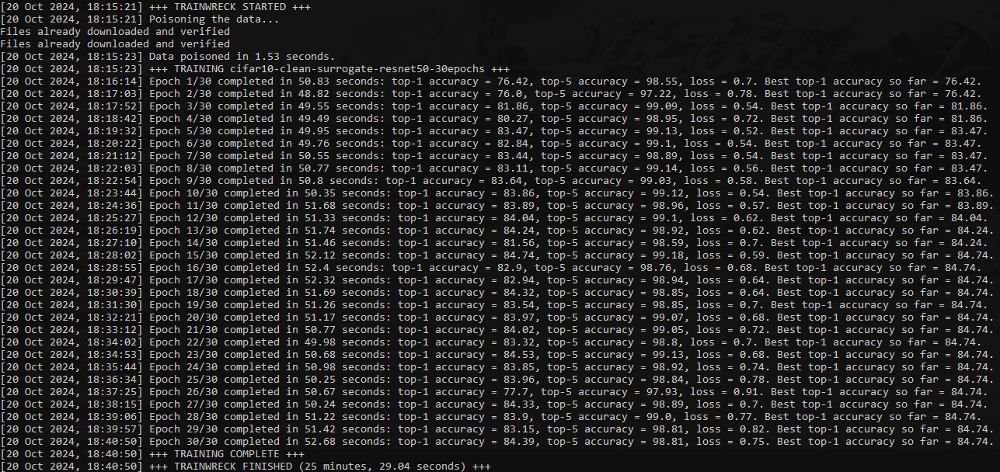 [20 Oct 2024, 18:15:21] +++ TRAINWRECK STARTED +++
[20 Oct 2024, 18:15:21] Poisoning the data...
Files already downloaded and verified
Files already downloaded and verified
[20 Oct 2024, 18:15:23] Data poisoned in 1.53 seconds.
[20 Oct 2024, 18:15:23] +++ TRAINING cifar10-clean-surrogate-resnet50-30epochs +++
[20 Oct 2024, 18:16:14] Epoch 1/30 completed in 50.83 seconds: top-1 accuracy = 76.42, top-5 accuracy = 98.55, loss = 0.7. Best top-1 accuracy so far = 76.42.
[20 Oct 2024, 18:17:03] Epoch 2/30 completed in 48.82 seconds: top-1 accuracy = 76.0, top-5 accuracy = 97.22, loss = 0.78. Best top-1 accuracy so far = 76.42.
[20 Oct 2024, 18:17:52] Epoch 3/30 completed in 49.55 seconds: top-1 accuracy = 81.86, top-5 accuracy = 99.09, loss = 0.54. Best top-1 accuracy so far = 81.86.
[20 Oct 2024, 18:18:42] Epoch 4/30 completed in 49.49 seconds: top-1 accuracy = 80.27, top-5 accuracy = 98.95, loss = 0.72. Best top-1 accuracy so far = 81.86.
[20 Oct 2024, 18:19:32] Epoch 5/30 completed in 49.95 seconds: top-1 accuracy = 83.47, top-5 accuracy = 99.13, loss = 0.52. Best top-1 accuracy so far = 83.47.
[20 Oct 2024, 18:20:22] Epoch 6/30 completed in 49.76 seconds: top-1 accuracy = 82.84, top-5 accuracy = 99.1, loss = 0.54. Best top-1 accuracy so far = 83.47.
[20 Oct 2024, 18:21:12] Epoch 7/30 completed in 50.55 seconds: top-1 accuracy = 83.44, top-5 accuracy = 98.89, loss = 0.54. Best top-1 accuracy so far = 83.47.
[20 Oct 2024, 18:22:03] Epoch 8/30 completed in 50.77 seconds: top-1 accuracy = 83.11, top-5 accuracy = 99.14, loss = 0.56. Best top-1 accuracy so far = 83.47.
[20 Oct 2024, 18:22:54] Epoch 9/30 completed in 50.8 seconds: top-1 accuracy = 83.64, top-5 accuracy = 99.03, loss = 0.58. Best top-1 accuracy so far = 83.64.
[20 Oct 2024, 18:23:44] Epoch 10/30 completed in 50.35 seconds: top-1 accuracy = 83.86, top-5 accuracy = 99.12, loss = 0.54. Best top-1 accuracy so far = 83.86.
[20 Oct 2024, 18:24:36] Epoch 11/30 completed in 51.68 seconds: top-1 accuracy = 83.89, top-5 accuracy = 98.96, loss = 0.57. Best top-1 accuracy so far = 83.89.
[20 Oct 2024, 18:25:27] Epoch 12/30 completed in 51.33 seconds: top-1 accuracy = 84.04, top-5 accuracy = 99.1, loss = 0.62. Best top-1 accuracy so far = 84.04.
[20 Oct 2024, 18:26:19] Epoch 13/30 completed in 51.74 seconds: top-1 accuracy = 84.24, top-5 accuracy = 98.92, loss = 0.62. Best top-1 accuracy so far = 84.24.
[20 Oct 2024, 18:27:10] Epoch 14/30 completed in 51.46 seconds: top-1 accuracy = 81.56, top-5 accuracy = 98.59, loss = 0.7. Best top-1 accuracy so far = 84.24.
[20 Oct 2024, 18:28:02] Epoch 15/30 completed in 52.12 seconds: top-1 accuracy = 84.74, top-5 accuracy = 99.18, loss = 0.59. Best top-1 accuracy so far = 84.74.
[20 Oct 2024, 18:28:55] Epoch 16/30 completed in 52.4 seconds: top-1 accuracy = 82.9, top-5 accuracy = 98.76, loss = 0.68. Best top-1 accuracy so far = 84.74.
[20 Oct 2024, 18:29:47] Epoch 17/30 completed in 52.32 seconds: top-1 accuracy = 82.94, top-5 accuracy = 98.94, loss = 0.64. Best top-1 accuracy so far = 84.74.
[20 Oct 2024, 18:30:39] Epoch 18/30 completed in 51.69 seconds: top-1 accuracy = 84.32, top-5 accuracy = 98.85, loss = 0.64. Best top-1 accuracy so far = 84.74.
[20 Oct 2024, 18:31:30] Epoch 19/30 completed in 51.26 seconds: top-1 accuracy = 83.54, top-5 accuracy = 98.85, loss = 0.7. Best top-1 accuracy so far = 84.74.
[20 Oct 2024, 18:32:21] Epoch 20/30 completed in 51.17 seconds: top-1 accuracy = 83.97, top-5 accuracy = 99.07, loss = 0.68. Best top-1 accuracy so far = 84.74.
[20 Oct 2024, 18:33:12] Epoch 21/30 completed in 50.77 seconds: top-1 accuracy = 84.02, top-5 accuracy = 99.05, loss = 0.72. Best top-1 accuracy so far = 84.74.
[20 Oct 2024, 18:34:02] Epoch 22/30 completed in 49.98 seconds: top-1 accuracy = 83.32, top-5 accuracy = 98.8, loss = 0.7. Best top-1 accuracy so far = 84.74.
[20 Oct 2024, 18:34:53] Epoch 23/30 completed in 50.68 seconds: top-1 accuracy = 84.53, top-5 accuracy = 99.13, loss = 0.68. Best top-1 accuracy so far = 84.74.
[20 Oct 2024, 18:35:44] Epoch 24/30 completed in 50.98 seconds: top-1 accuracy = 83.85, top-5 accuracy = 98.92, loss = 0.74. Best top-1 accuracy so far = 84.74.
[20 Oct 2024, 18:36:34] Epoch 25/30 completed in 50.25 seconds: top-1 accuracy = 83.96, top-5 accuracy = 98.84, loss = 0.78. Best top-1 accuracy so far = 84.74.
[20 Oct 2024, 18:37:25] Epoch 26/30 completed in 50.67 seconds: top-1 accuracy = 77.7, top-5 accuracy = 97.93, loss = 0.91. Best top-1 accuracy so far = 84.74.
[20 Oct 2024, 18:38:15] Epoch 27/30 completed in 50.24 seconds: top-1 accuracy = 84.33, top-5 accuracy = 98.89, loss = 0.7. Best top-1 accuracy so far = 84.74.
[20 Oct 2024, 18:39:06] Epoch 28/30 completed in 51.22 seconds: top-1 accuracy = 83.9, top-5 accuracy = 99.0, loss = 0.77. Best top-1 accuracy so far = 84.74.
[20 Oct 2024, 18:39:57] Epoch 29/30 completed in 51.42 seconds: top-1 accuracy = 83.15, top-5 accuracy = 98.81, loss = 0.82. Best top-1 accuracy so far = 84.74.
[20 Oct 2024, 18:40:50] Epoch 30/30 completed in 52.68 seconds: top-1 accuracy = 84.39, top-5 accuracy = 98.81, loss = 0.75. Best top-1 accuracy so far = 84.74.
[20 Oct 2024, 18:40:50] +++ TRAINING COMPLETE +++
[20 Oct 2024, 18:40:50] +++ TRAINWRECK FINISHED (25 minutes, 29.04 seconds) +++